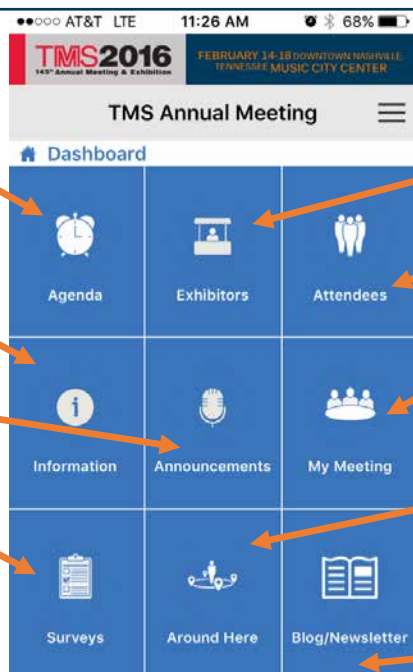 AT&T LTE 11:26 AM 68%
TMS2016
145th Annual Meeting & Exhibition
FEBRUARY 14-18 DOWNTOWN NASHVILLE
TENNESSEE MUSIC CITY CENTER
TMS Annual Meeting
Dashboard
Agenda Exhibitors Attendees
Information Announcements My Meeting
Surveys Around Here Blog/Newsletter